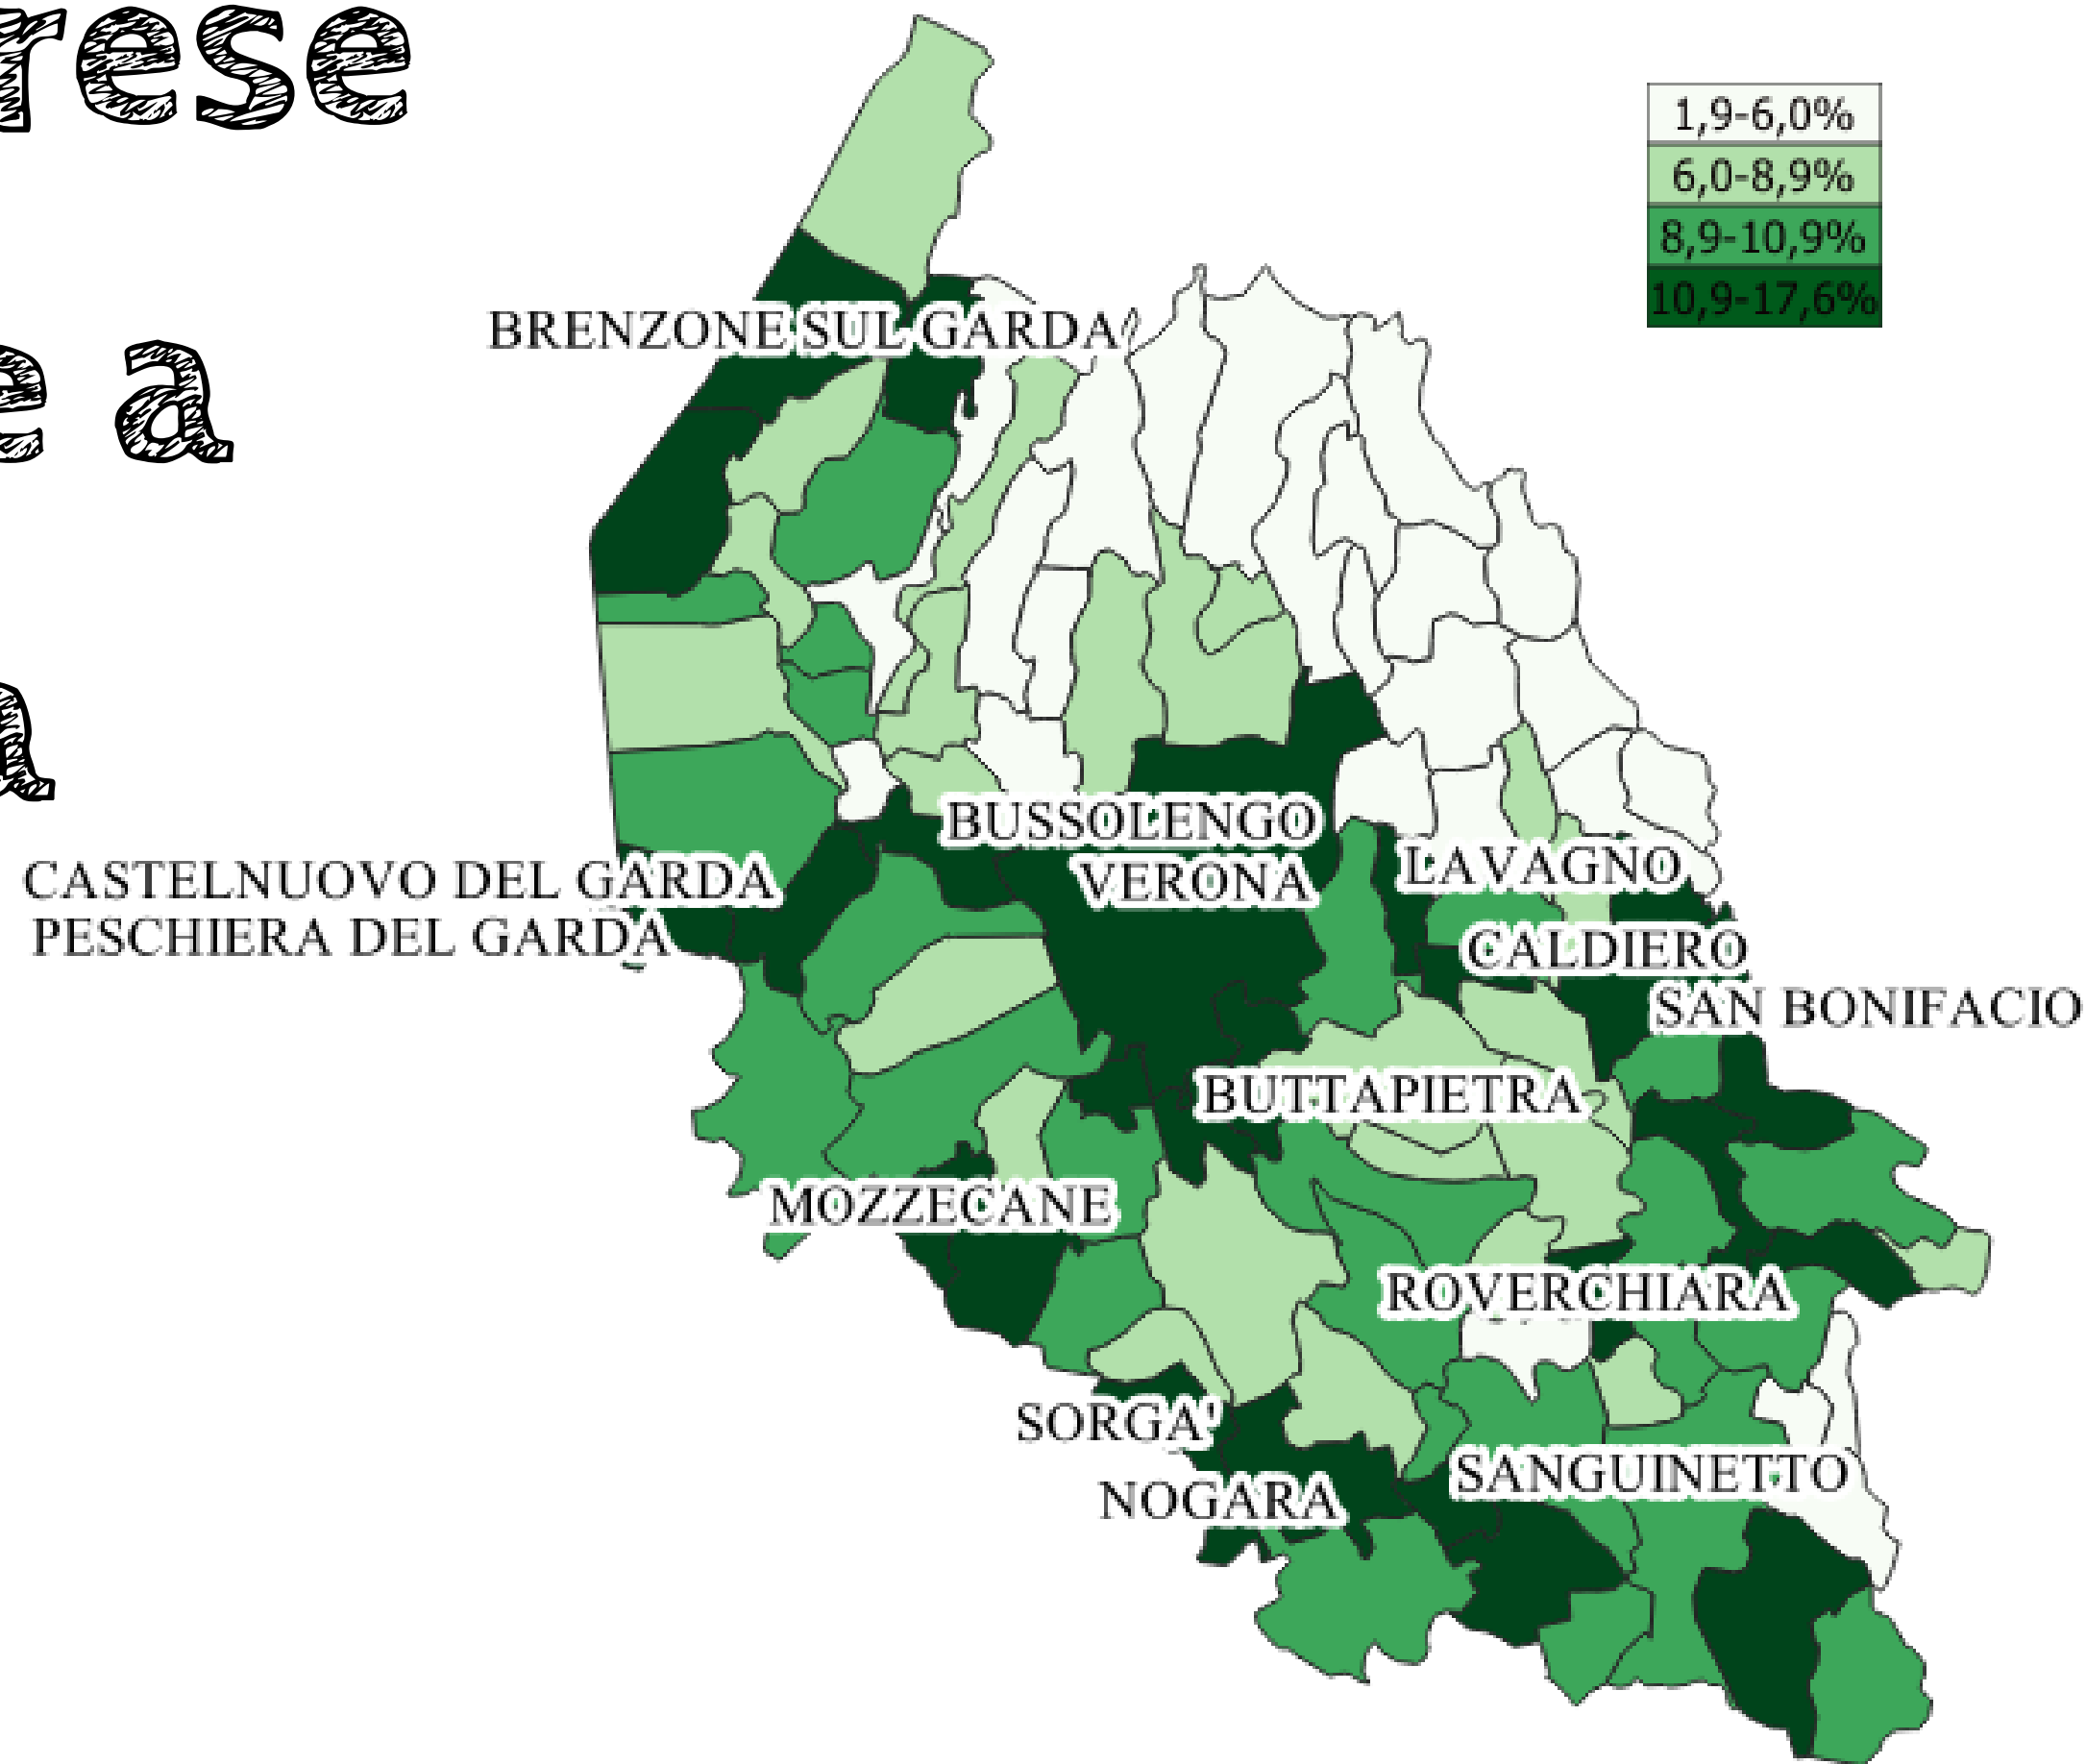 rese
e a
a
1,9-6,0%
6,0-8,9%
8,9-10,9%
10,9-17,6%
BRENZONE SUL GARDA
BUSSOLENGO
VERONA
LAVAGNO
CASTELNUOVO DEL GARDA
PESCHIERA DEL GARDA
CALDIERO
SAN BONIFACIO
BUTTAPIETRA
MOZZECANE
ROVERCHIARA
SORGA'
SANGUINETTO
NOGARA